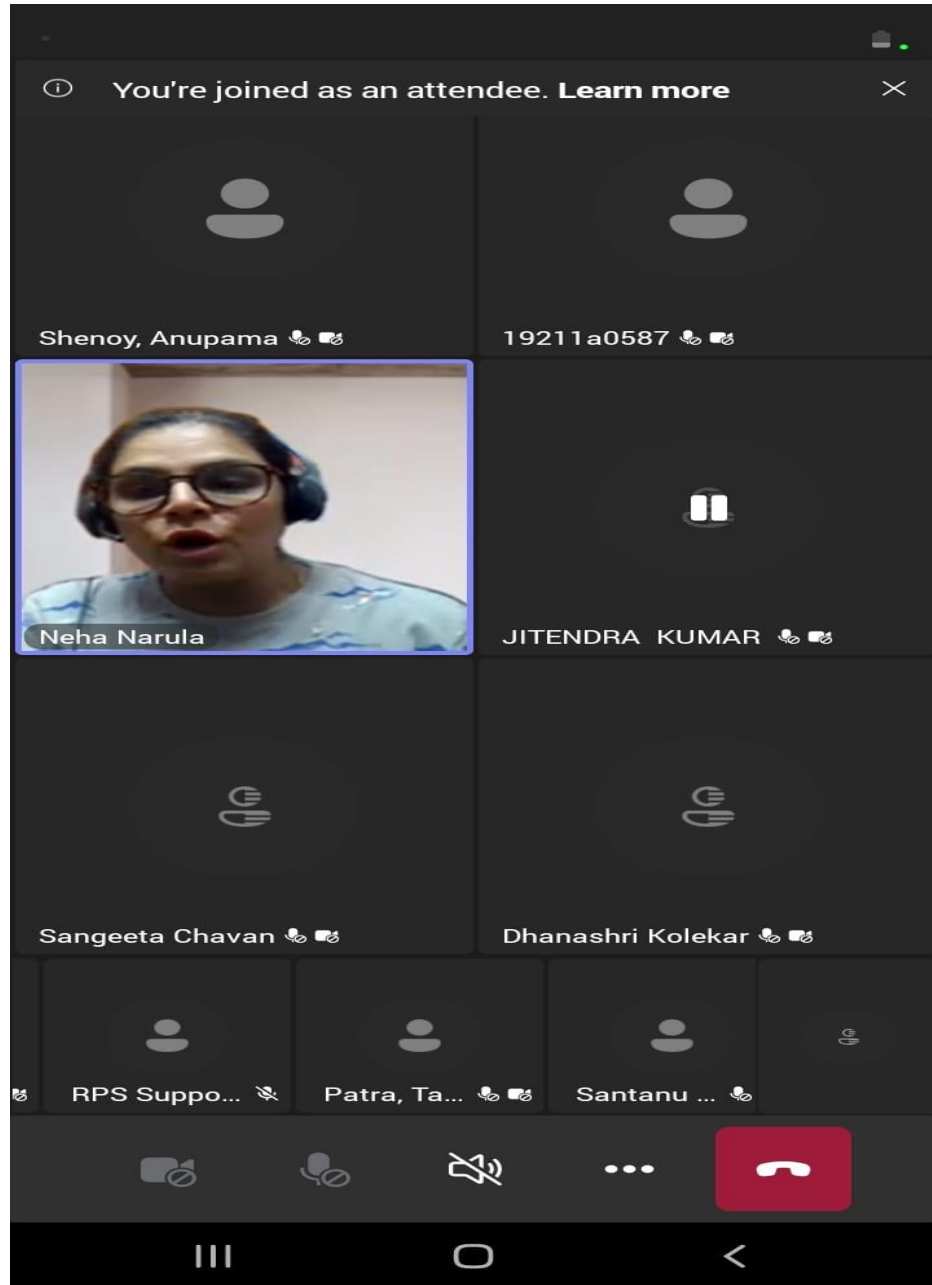 You're joined as an attendee. Learn more
Shenoy, Anupama
19211a0587
Neha Narula
JITENDRA KUMAR
Sangeeta Chavan
Dhanashri Kolekar
RPS Suppo...
Patra, Ta...
Santanu ...